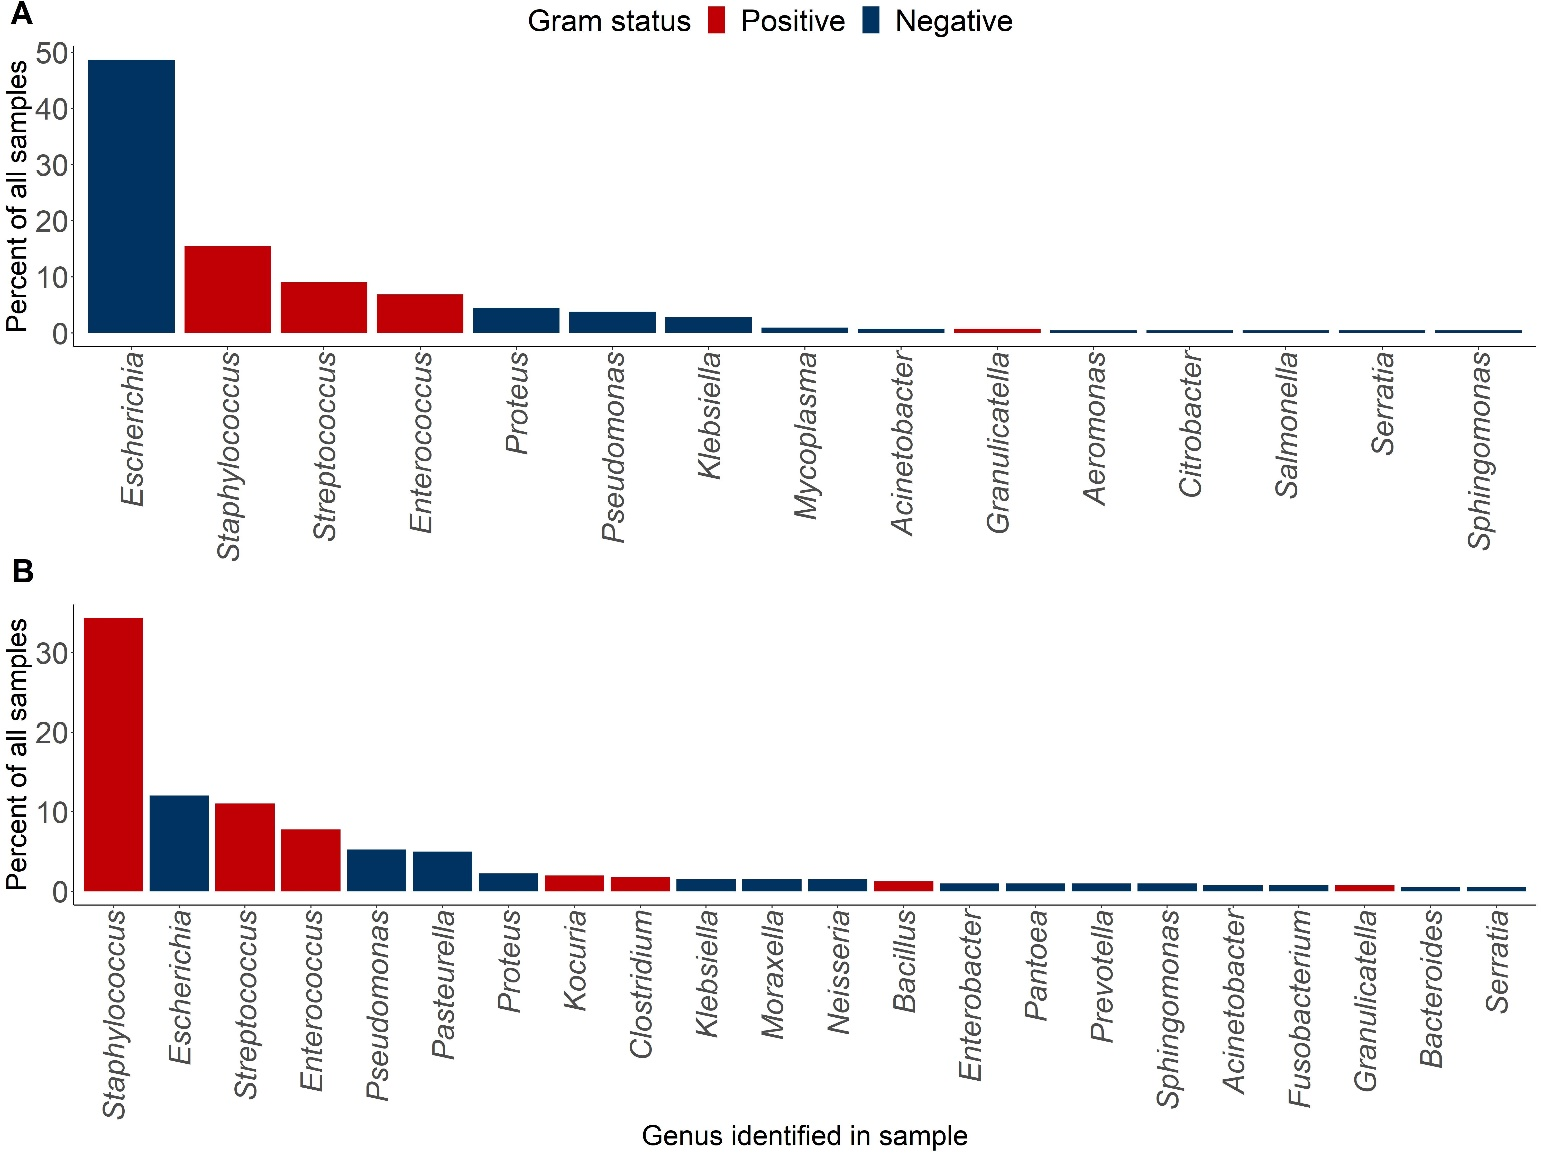 A
Gram status Positive Negative
Percent of all samples
50
40
30
20
10
0
Escherichia
Staphylococcus
Streptococcus
Enterococcus
Proteus
Pseudomonas
Klebsiella
Mycoplasma
Acinetobacter
Granulicatella
Aeromonas
Citrobacter
Salmonella
Serratia
Sphingomonas
B
Percent of all samples
30
20
10
0
Staphylococcus
Escherichia
Streptococcus
Enterococcus
Pseudomonas
Pasteurella
Proteus
Kocuria
Clostridium
Klebsiella
Moraxella
Neisseria
Bacillus
Enterobacter
Pantoea
Prevotella
Sphingomonas
Acinetobacter
Fusobacterium
Granulicatella
Bacteroides
Serratia
Genus identified in sample